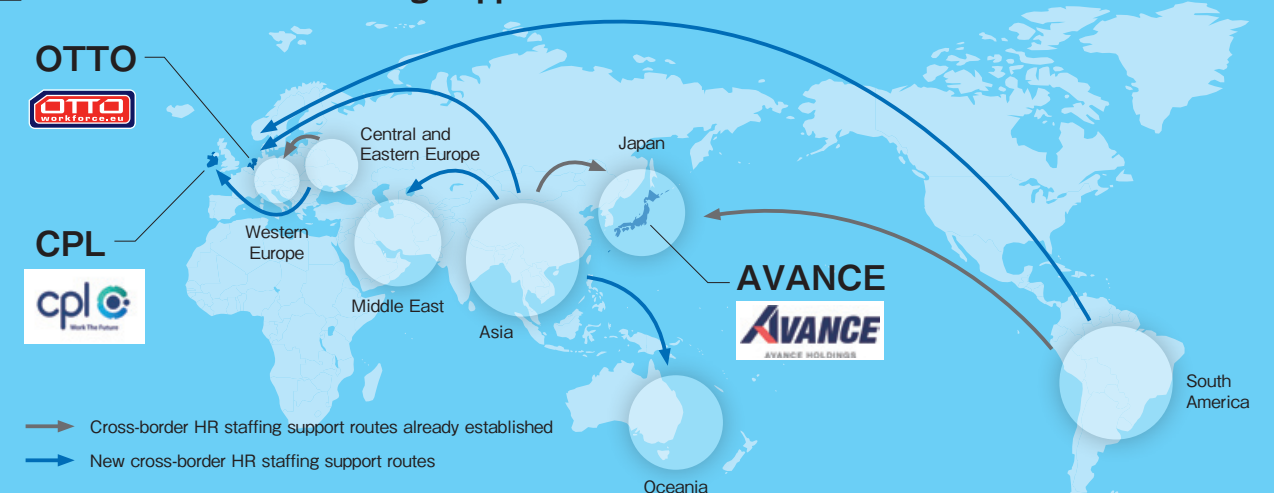 OTTO
OTTO
workforce.eu
Central and
Eastern Europe
Japan
CPL
Western
Europe
cpl
Work The Future
Middle East
Asia
AVANCE
AVANCE
AVANCE HOLDINGS
South
America
Cross-border HR staffing support routes already established
New cross-border HR staffing support routes
Oceania